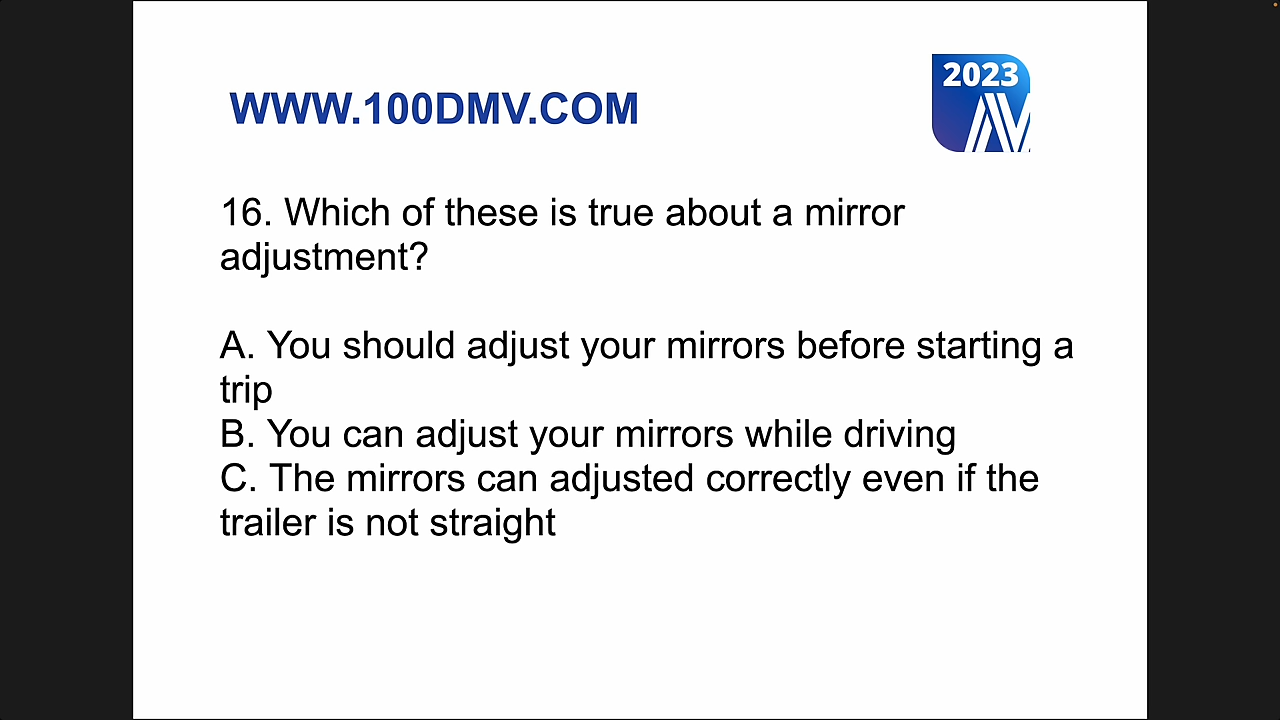 WWW.100DMV.COM
2023
16. Which of these is true about a mirror
adjustment?
A. You should adjust your mirrors before starting a
trip
B. You can adjust your mirrors while driving
C. The mirrors can adjusted correctly even if the
trailer is not straight